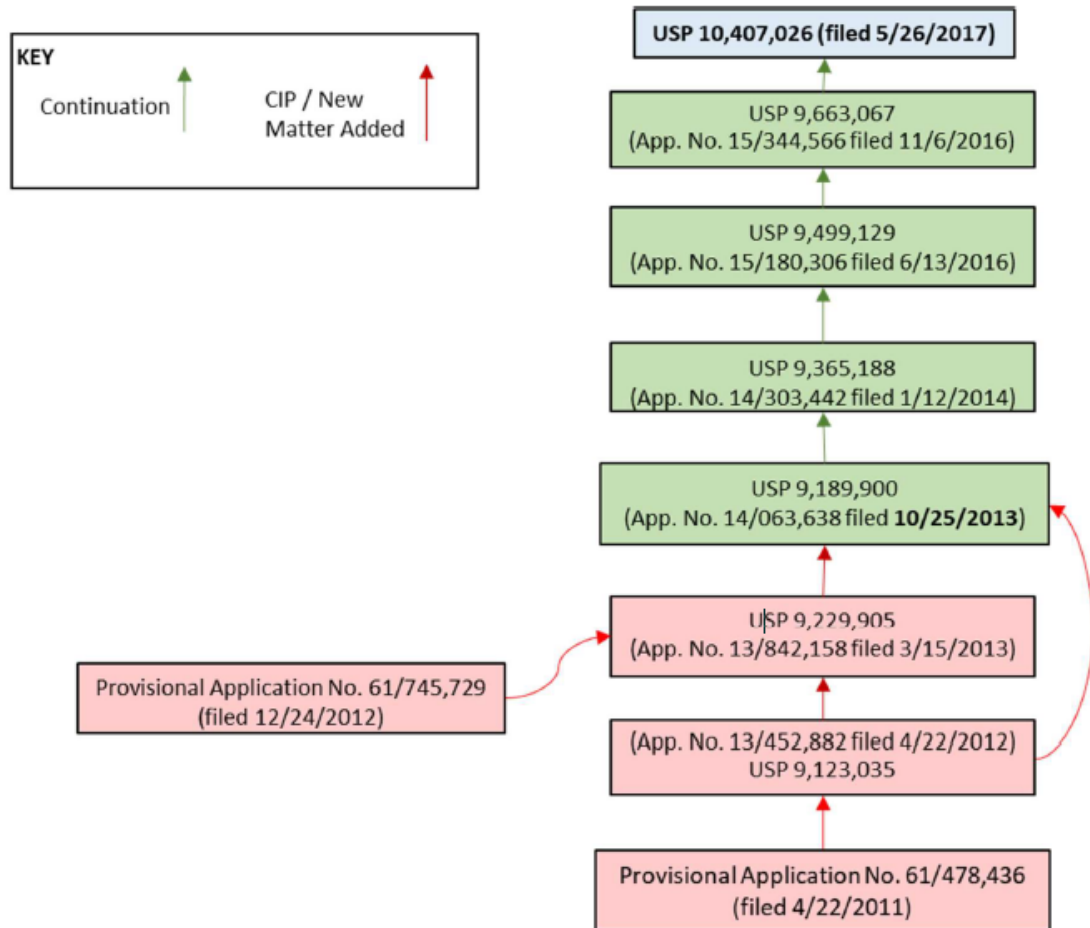 USP 10,407,026 (filed 5/26/2017)
KEY
Continuation
CIP / New
Matter Added
USP 9,663,067
(App. No. 15/344,566 filed 11/6/2016)
USP 9,499,129
(App. No. 15/180,306 filed 6/13/2016)
USP 9,365,188
(App. No. 14/303,442 filed 1/12/2014)
USP 9,189,900
(App. No. 14/063,638 filed 10/25/2013)
USP 9,229,905
(App. No. 13/842,158 filed 3/15/2013)
Provisional Application No. 61/745,729
(filed 12/24/2012)
(App. No. 13/452,882 filed 4/22/2012)
USP 9,123,035
Provisional Application No. 61/478,436
(filed 4/22/2011)